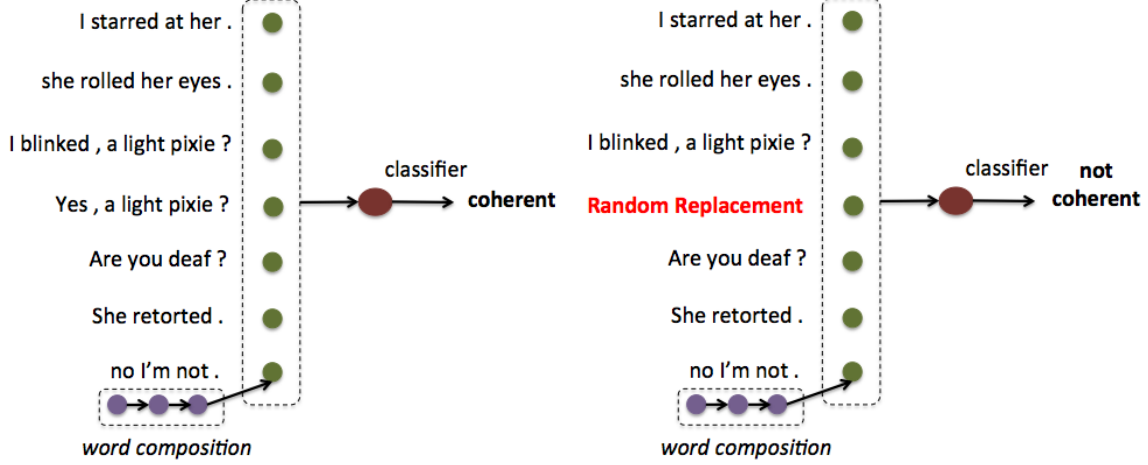 I starred at her .
she rolled her eyes .
I blinked , a light pixie ?
Yes , a light pixie ?
Are you deaf ?
She retorted .
no I'm not .
word composition
classifier
coherent
I starred at her .
she rolled her eyes .
I blinked , a light pixie ?
Random Replacement
Are you deaf ?
She retorted .
no I'm not .
word composition
classifier
not
coherent